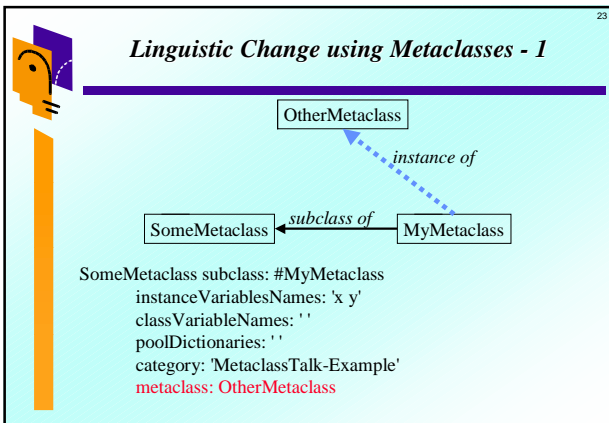 23
Linguistic Change using Metaclasses - 1
OtherMetaclass
instance of
subclass of
SomeMetaclass
MyMetaclass
SomeMetaclass subclass: #MyMetaclass
instanceVariablesNames: 'x y'
classVariableNames: ' '
poolDictionaries: ' '
category: 'MetaclassTalk-Example'
metaclass: OtherMetaclass